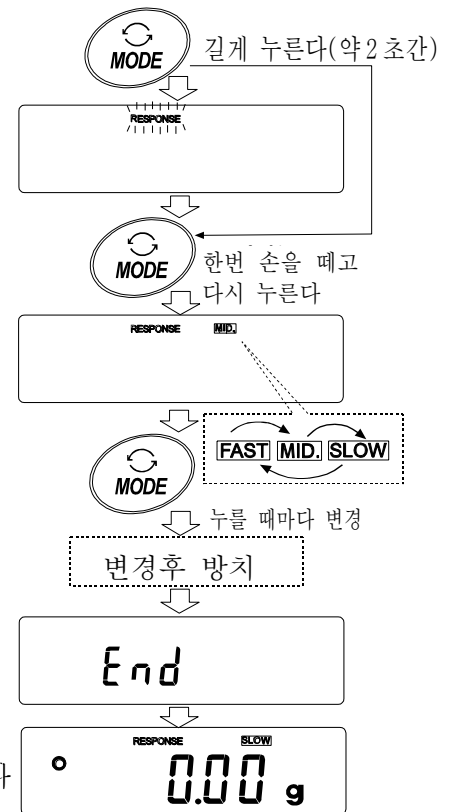 MODE
길게 누른다(약2초간)
RESPONSE
MODE
한번 손을 떼고
다시 누른다
RESPONSE MID.
FAST MID. SLOW
MODE
누를 때마다 변경
변경후 방치
End
RESPONSE SLOW
0.00 g